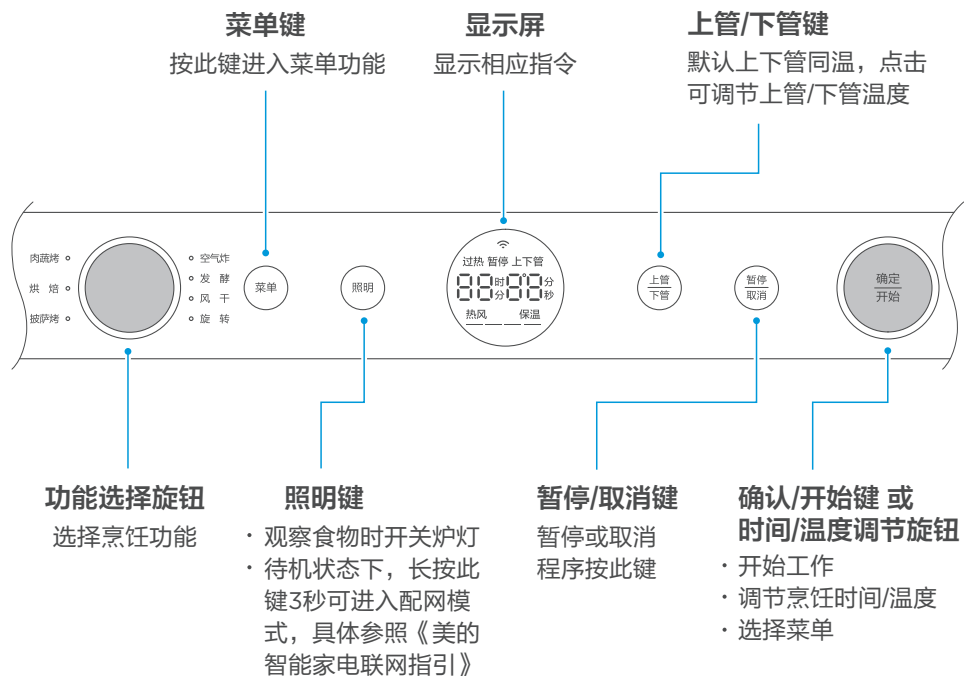 菜单键
按此键进入菜单功能
显示屏
显示相应指令
上管/下管键
默认上下管同温，点击
可调节上管/下管温度
肉蔬烤
烘 焙
披萨烤
空气炸
发 酵
风 干
旋 转
菜单
照明
过热 暂停 上下管
88时分88°分秒
热风 保温
上管
下管
暂停
取消
确定
开始
功能选择旋钮
选择烹饪功能
照明键
· 观察食物时开关炉灯
· 待机状态下，长按此
键3秒可进入配网模
式，具体参照《美的
智能家电联网指引》
暂停/取消键
暂停或取消
程序按此键
确认/开始键 或
时间/温度调节旋钮
· 开始工作
· 调节烹饪时间/温度
· 选择菜单